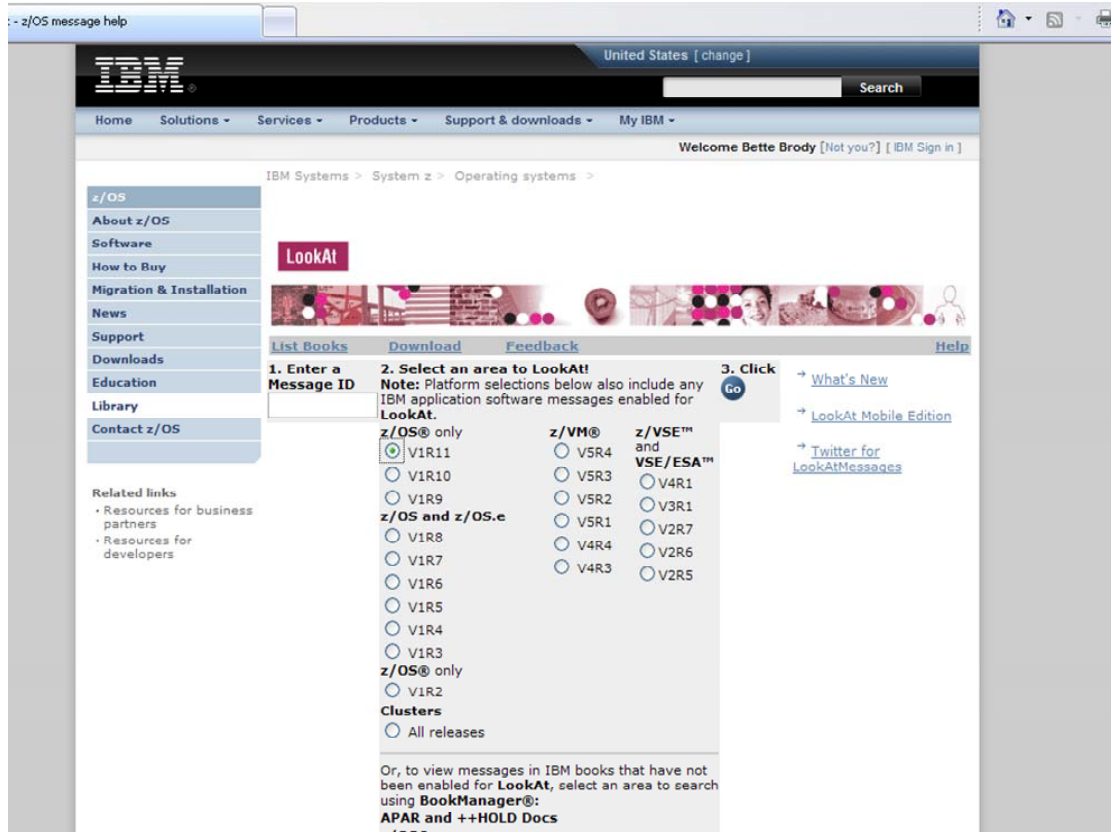 : - z/OS message help
United States [ change ]
IBM ®
Search
Home Solutions Services Products Support & downloads My IBM
Welcome Bette Brody [Not you?] [ IBM Sign in ]
IBM Systems > System z > Operating systems >
z/OS
About z/OS
Software
How to Buy
Migration & Installation
News
Support
Downloads
Education
Library
Contact z/OS
Related links
· Resources for business
partners
· Resources for
developers
LookAt
List Books Download Feedback Help
1. Enter a
Message ID
2. Select an area to LookAt!
Note: Platform selections below also include any
IBM application software messages enabled for
LookAt.
z/OS® only
V1R11
V1R10
V1R9
z/OS and z/OS.e
V1R8
V1R7
V1R6
V1R5
V1R4
V1R3
z/OS® only
V1R2
Clusters
All releases
z/VM®
V5R4
V5R3
V5R2
V5R1
V4R4
V4R3
z/VSE™
and
VSE/ESA™
V4R1
V3R1
V2R7
V2R6
V2R5
Or, to view messages in IBM books that have not
been enabled for LookAt, select an area to search
using BookManager®:
APAR and ++HOLD Docs
3. Click
Go
→ What's New
→ LookAt Mobile Edition
→ Twitter for
LookAtMessages